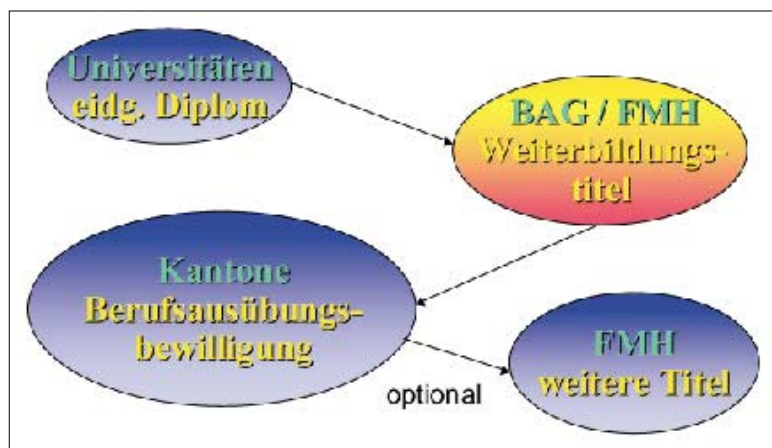 Universitäten
eidg. Diplom
BAG / FMH
Weiterbildungs-
titel
Kantone
Berufsausübungs-
bewilligung
FMH
weitere Titel
optional